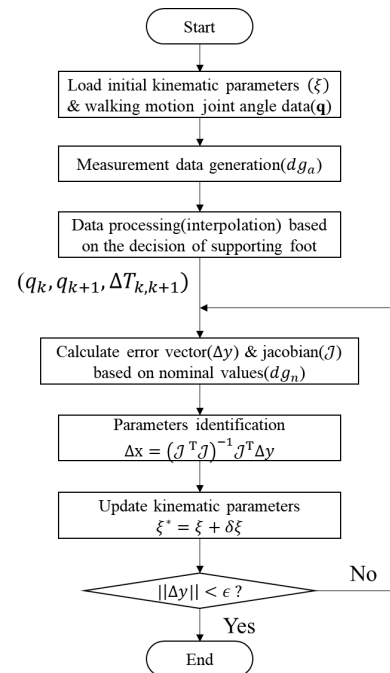 Start
Load initial kinematic parameters (ξ)
& walking motion joint angle data(𝐪)
Measurement data generation(𝑑𝑔ₐ)
Data processing(interpolation) based
on the decision of supporting foot
(q_k, q_{k+1}, ΔT_{k,k+1})
Calculate error vector(Δy) & jacobian(𝒥)
based on nominal values(dg_n)
Parameters identification
Δx = (𝒥^T𝒥)^{-1}𝒥^TΔy
Update kinematic parameters
ξ* = ξ + δξ
||Δy|| < ϵ ?
No
Yes
End